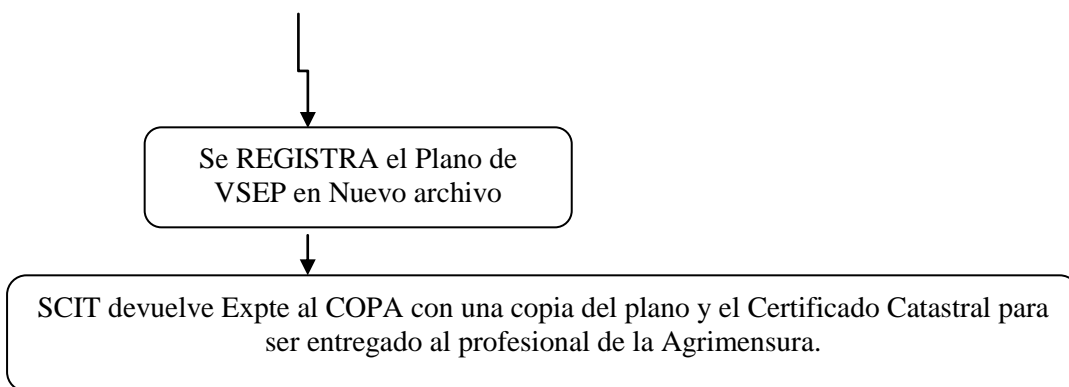 Se REGISTRA el Plano de
VSEP en Nuevo archivo
SCIT devuelve Expte al COPA con una copia del plano y el Certificado Catastral para
ser entregado al profesional de la Agrimensura.